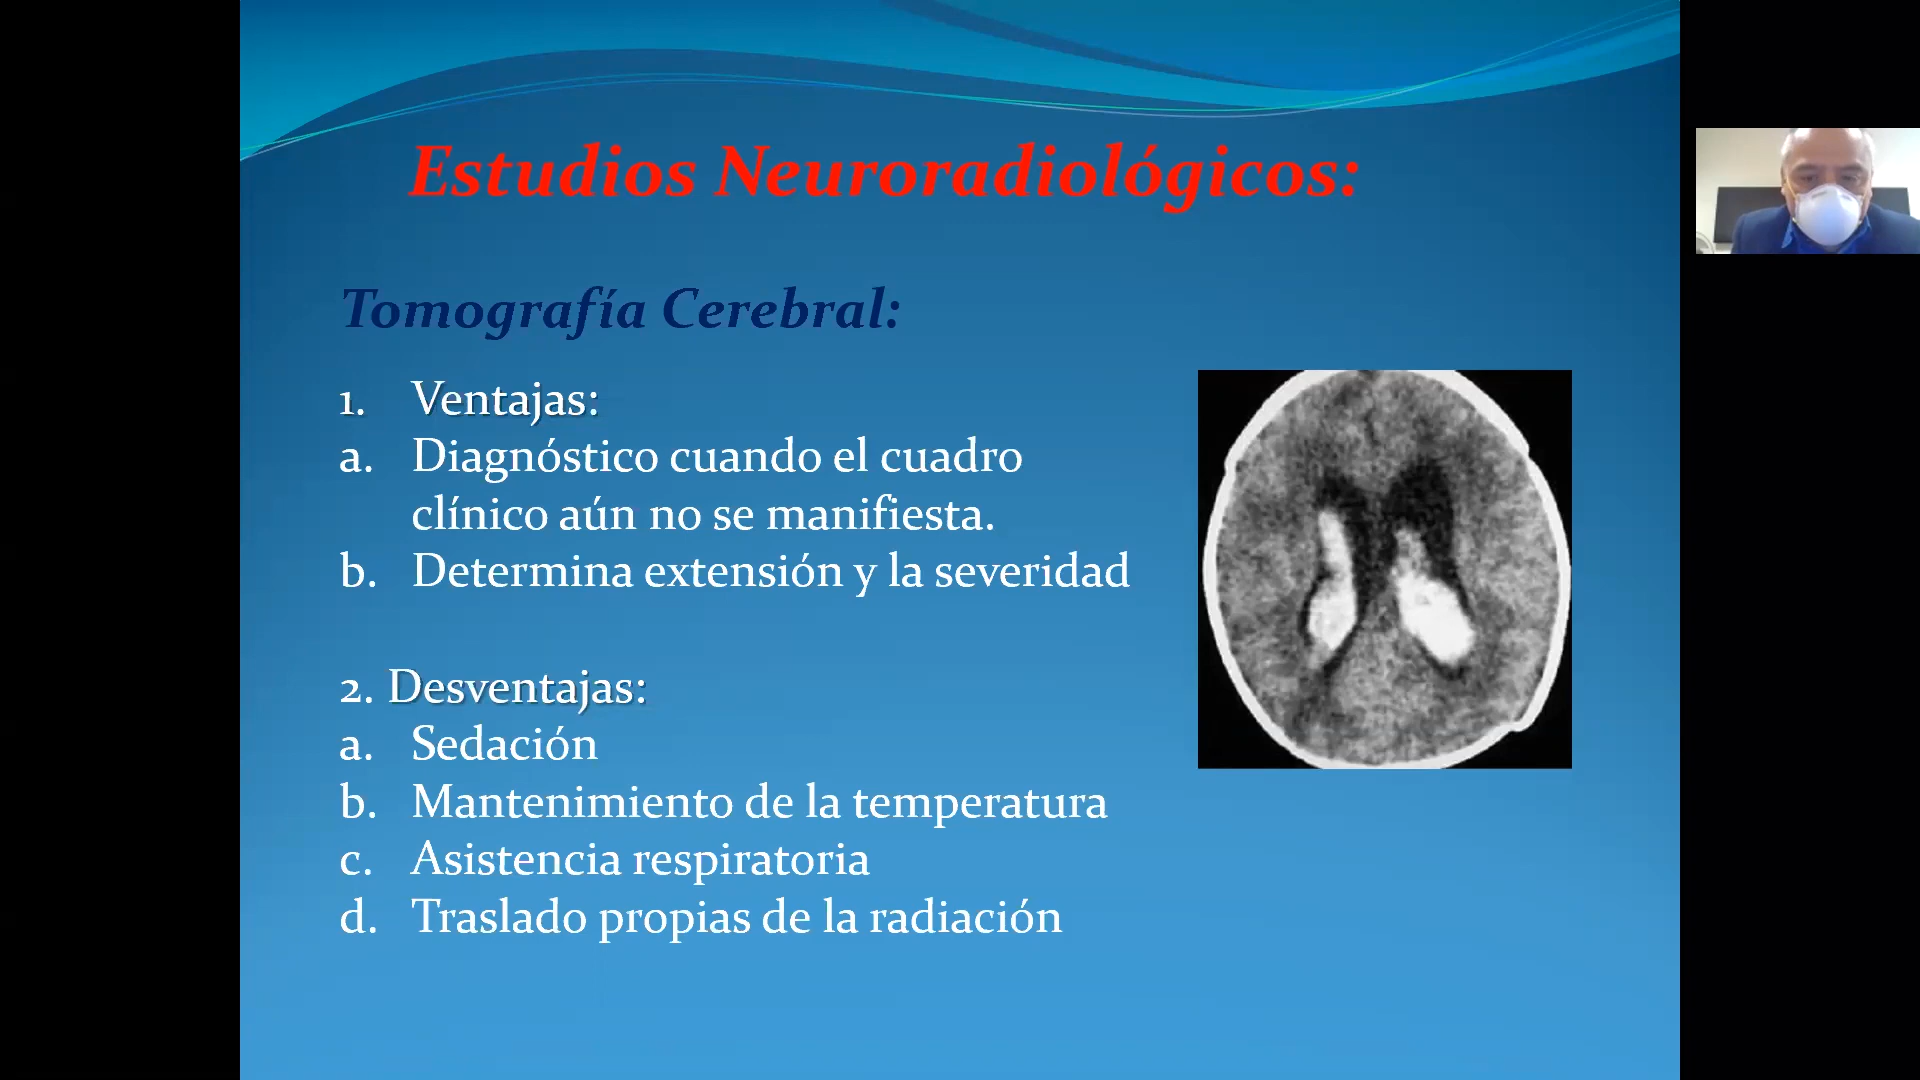 Estudios Neuroradiológicos:
Tomografía Cerebral:
1. Ventajas:
a. Diagnóstico cuando el cuadro
clínico aún no se manifiesta.
b. Determina extensión y la severidad
2. Desventajas:
a. Sedación
b. Mantenimiento de la temperatura
c. Asistencia respiratoria
d. Traslado propias de la radiación